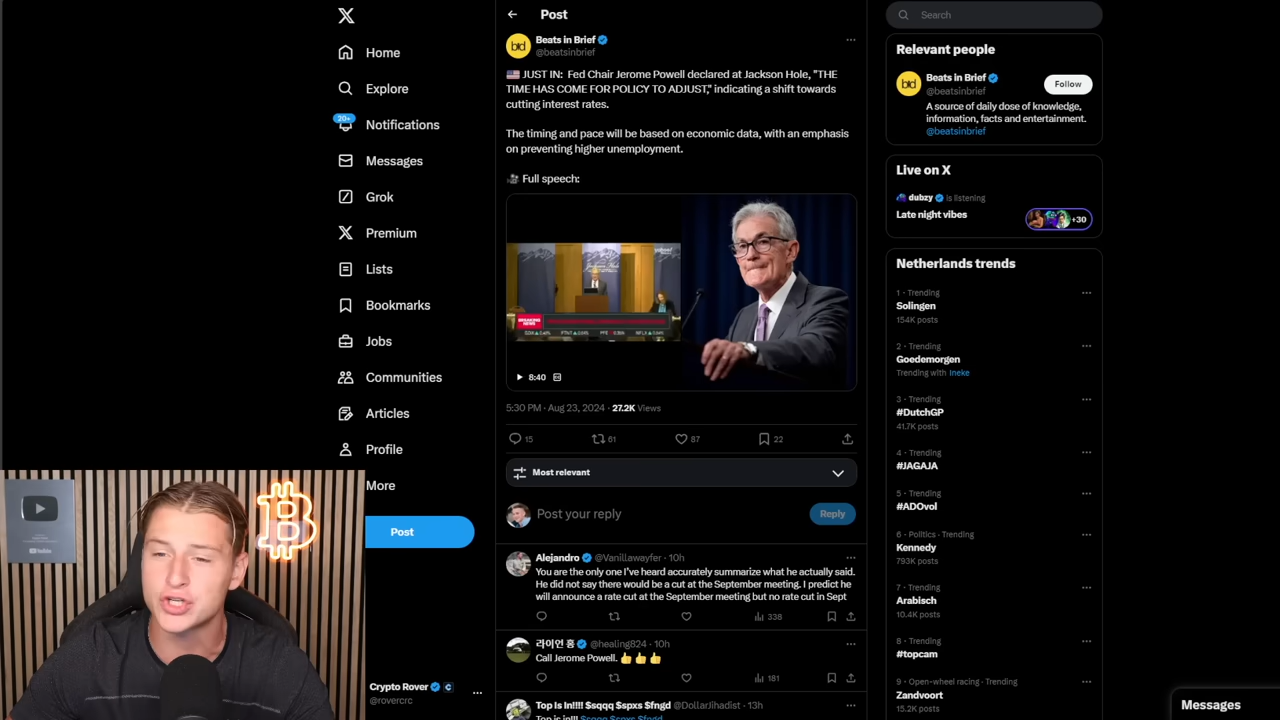 Post
Search
Home
Explore
20+
Notifications
Messages
Grok
Premium
Lists
Bookmarks
Jobs
Communities
Articles
Profile
More
Post
Crypto Rover
@rovercrc
Beats in Brief
@beatsinbrief
JUST IN: Fed Chair Jerome Powell declared at Jackson Hole, "THE
TIME HAS COME FOR POLICY TO ADJUST," indicating a shift towards
cutting interest rates.
The timing and pace will be based on economic data, with an emphasis
on preventing higher unemployment.
Full speech:
8:40
5:30 PM · Aug 23, 2024 · 27.2K Views
15
61
87
22
Most relevant
Post your reply
Reply
Alejandro @Vanillawayfer · 10h
You are the only one I've heard accurately summarize what he actually said.
He did not say there would be a cut at the September meeting. I predict he
will announce a rate cut at the September meeting but no rate cut in Sept
338
라이언 홍 @healing824 · 10h
Call Jerome Powell.
181
Top is In!!!! $sqqq $spxs $fngd @DollarJihadist · 13h
Top is in!!! $sqqq $spxs $fngd
Relevant people
Beats in Brief
@beatsinbrief
Follow
A source of daily dose of knowledge,
information, facts and entertainment.
@beatsinbrief
Live on X
dubzy is listening
Late night vibes
+30
Netherlands trends
1 · Trending
Solingen
154K posts
2 · Trending
Goedemorgen
Trending with Ineke
3 · Trending
#DutchGP
41.7K posts
4 · Trending
#JAGAJA
5 · Trending
#ADOvol
6 · Politics · Trending
Kennedy
793K posts
7 · Trending
Arabisch
10.4K posts
8 · Trending
#topcam
9 · Open-wheel racing · Trending
Zandvoort
15.2K posts
Messages